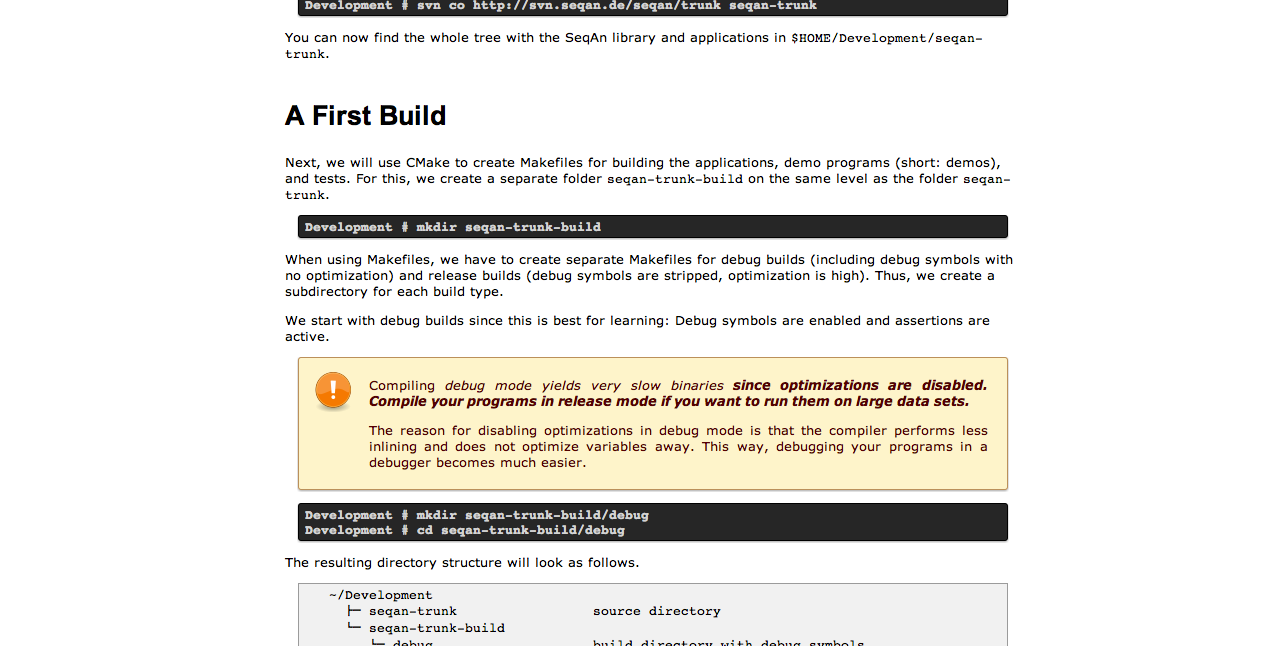 Development # svn co http://svn.seqan.de/seqan/trunk seqan-trunk
You can now find the whole tree with the SeqAn library and applications in $HOME/Development/seqan-
trunk.
A First Build
Next, we will use CMake to create Makefiles for building the applications, demo programs (short: demos),
and tests. For this, we create a separate folder seqan-trunk-build on the same level as the folder seqan-
trunk.
Development # mkdir seqan-trunk-build
When using Makefiles, we have to create separate Makefiles for debug builds (including debug symbols with
no optimization) and release builds (debug symbols are stripped, optimization is high). Thus, we create a
subdirectory for each build type.
We start with debug builds since this is best for learning: Debug symbols are enabled and assertions are
active.
Compiling debug mode yields very slow binaries since optimizations are disabled.
Compile your programs in release mode if you want to run them on large data sets.
The reason for disabling optimizations in debug mode is that the compiler performs less
inlining and does not optimize variables away. This way, debugging your programs in a
debugger becomes much easier.
Development # mkdir seqan-trunk-build/debug
Development # cd seqan-trunk-build/debug
The resulting directory structure will look as follows.
~/Development
├─ seqan-trunk source directory
└─ seqan-trunk-build
└─ debug build directory with debug symbols